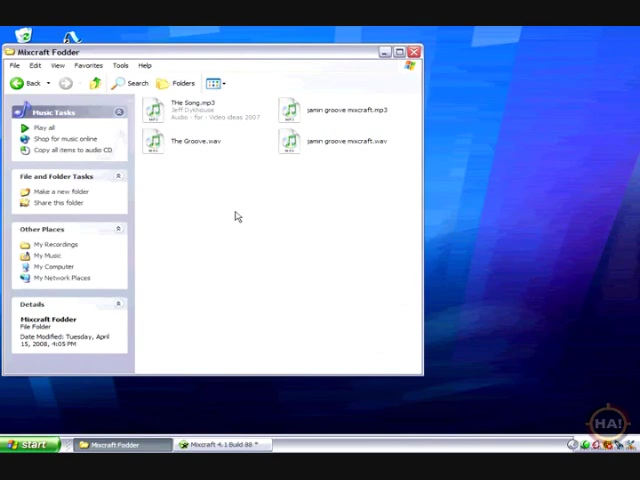 Mixcraft Fodder
File Edit View Favorites Tools Help
Back Search Folders
Music Tasks
Play all
Shop for music online
Copy all items to audio CD
File and Folder Tasks
Make a new folder
Share this folder
Other Places
My Recordings
My Music
My Computer
My Network Places
Details
Mixcraft Fodder
File Folder
Date Modified: Tuesday, April
15, 2008, 4:05 PM
THe Song.mp3
Jeff Dykhouse
Audio - for - Video ideas 2007
jamin groove mixcraft.mp3
The Groove.wav
jamin groove mixcraft.wav
HA!
start Mixcraft Fodder Mixcraft 4.1 Build 88 *